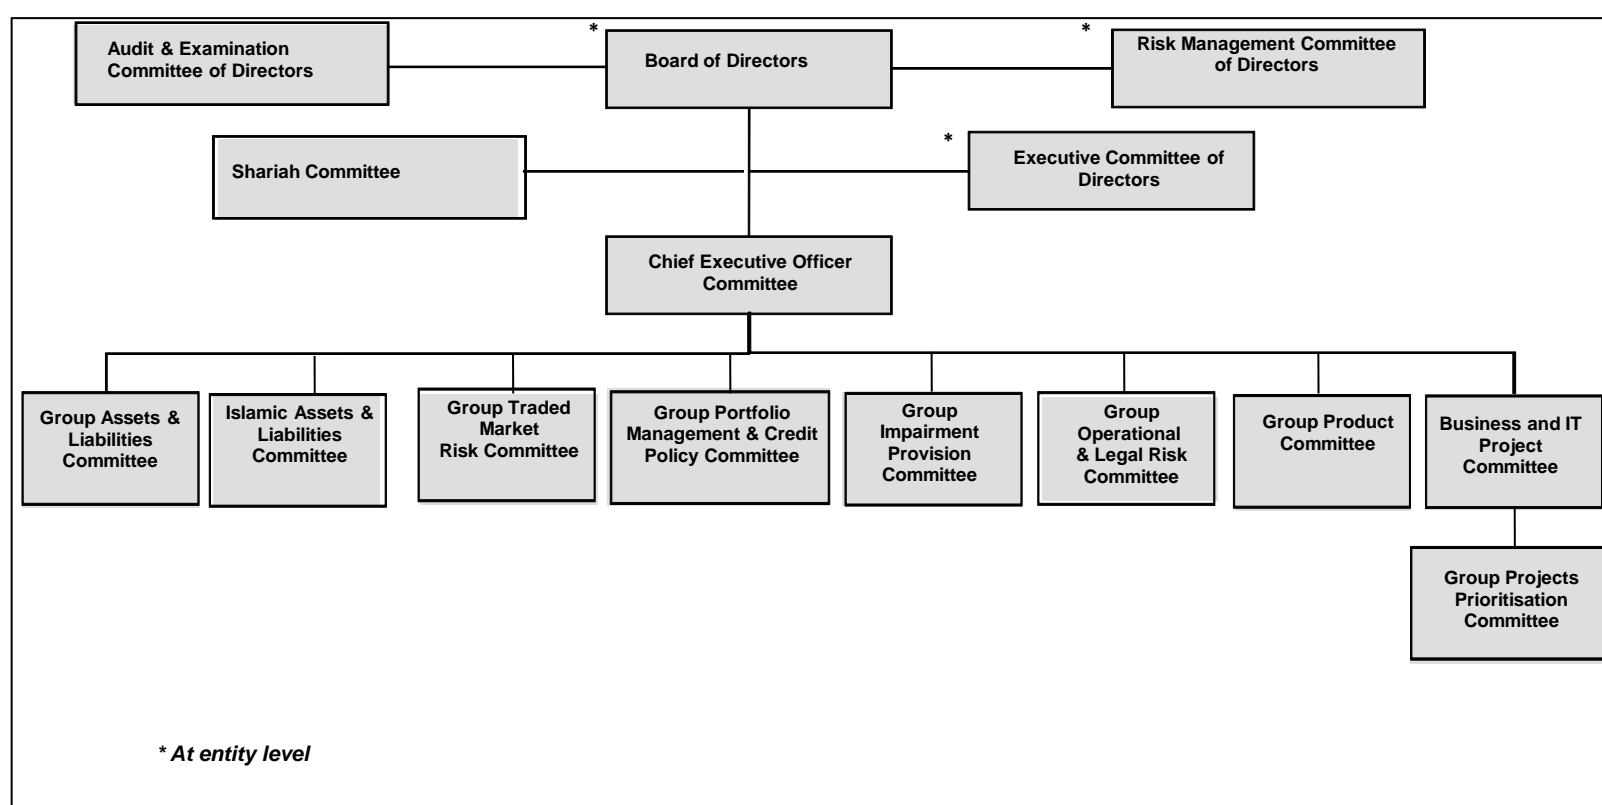 *
*
Audit & Examination
Committee of Directors
Board of Directors
Risk Management Committee
of Directors
*
Shariah Committee
Executive Committee of
Directors
Chief Executive Officer
Committee
Group Assets &
Liabilities
Committee
Islamic Assets &
Liabilities
Committee
Group Traded
Market
Risk Committee
Group Portfolio
Management & Credit
Policy Committee
Group
Impairment
Provision
Committee
Group
Operational
& Legal Risk
Committee
Group Product
Committee
Business and IT
Project
Committee
Group Projects
Prioritisation
Committee
* At entity level